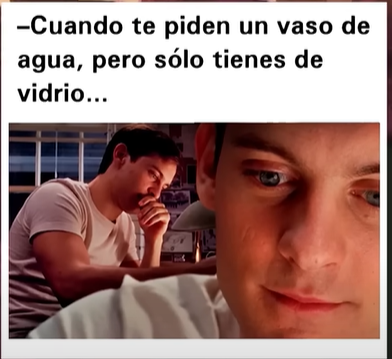 –Cuando te piden un vaso de
agua, pero sólo tienes de
vidrio...